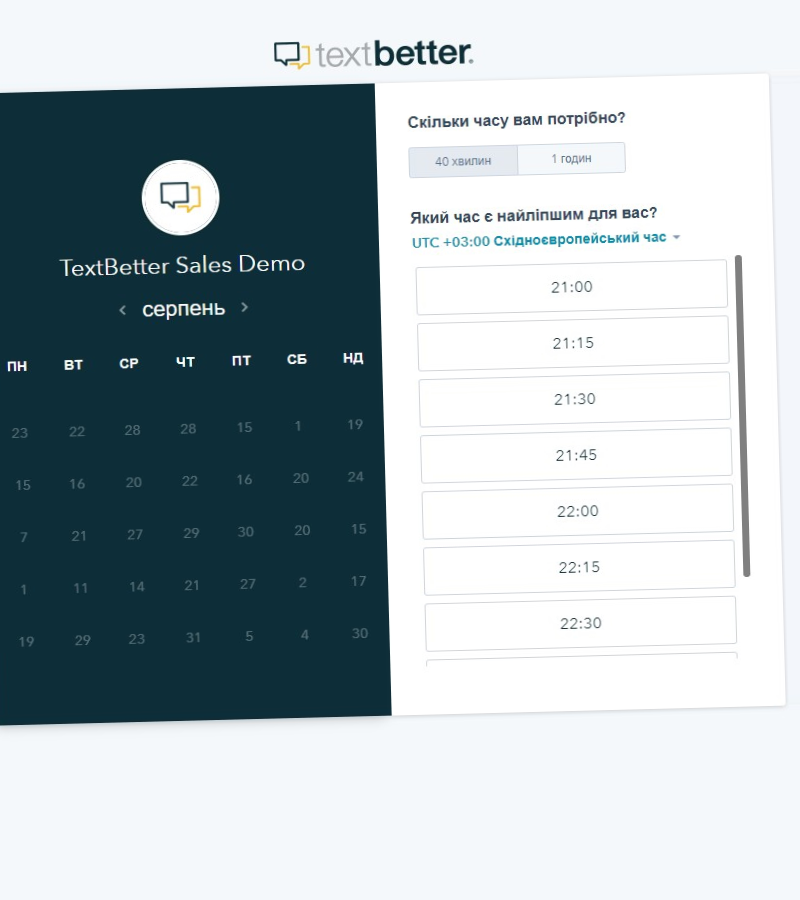 textbetter.
TextBetter Sales Demo
серпень
ПН ВТ СР ЧТ ПТ СБ НД
23 22 28 28 15 1 19
15 16 20 22 16 20 24
7 21 27 29 30 20 15
1 11 14 21 27 2 17
19 29 23 31 5 4 30
Скільки часу вам потрібно?
40 хвилин 1 годин
Який час є найліпшим для вас?
UTC +03:00 Східноєвропейський час
21:00
21:15
21:30
21:45
22:00
22:15
22:30